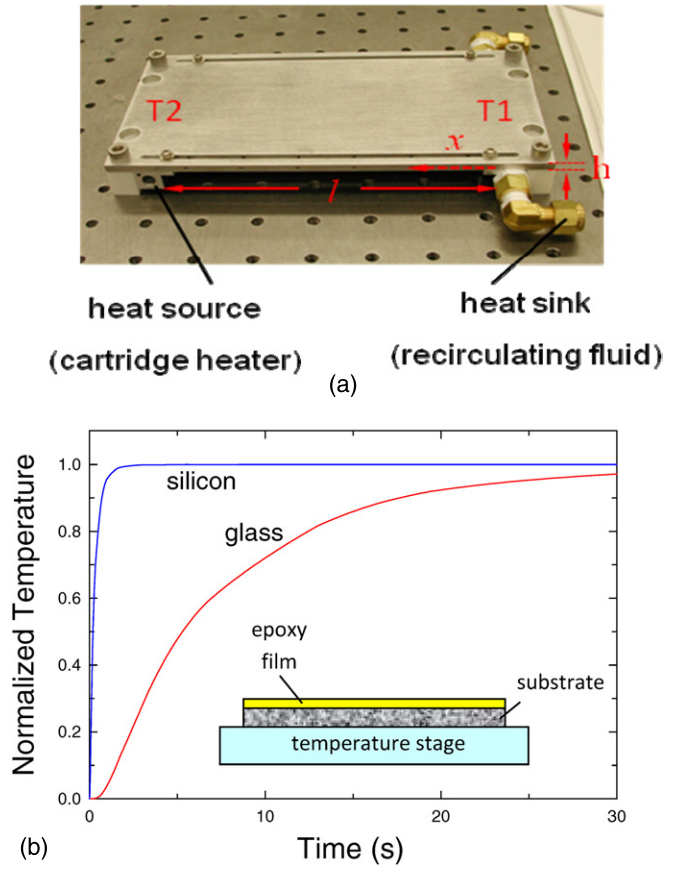 T2
T1
x
h
l
heat source
(cartridge heater)
heat sink
(recirculating fluid)
(a)
Normalized Temperature
1.0
0.8
0.6
0.4
0.2
0.0
silicon
glass
epoxy
film
substrate
temperature stage
0
10
20
30
Time (s)
(b)